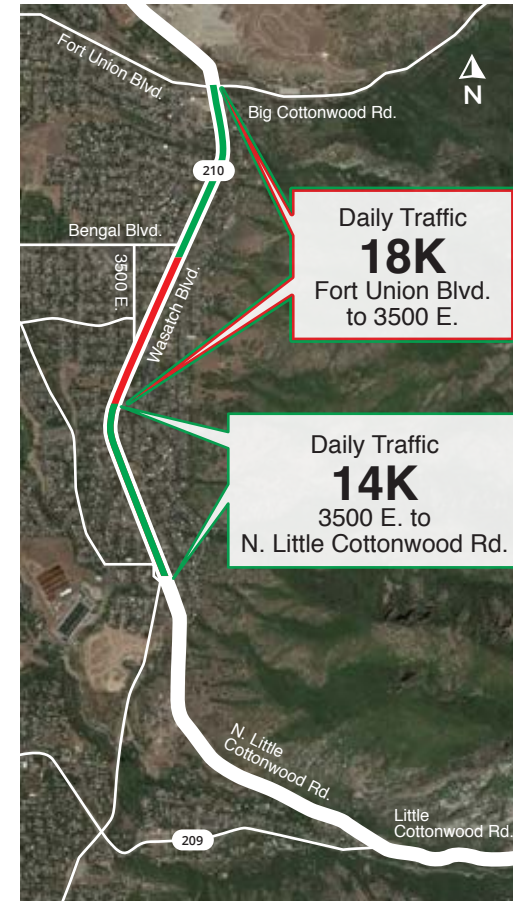 Fort Union Blvd.
N
Big Cottonwood Rd.
210
Daily Traffic
18K
Fort Union Blvd.
to 3500 E.
Bengal Blvd.
3500 E.
Wasatch Blvd.
Daily Traffic
14K
3500 E. to
N. Little Cottonwood Rd.
N. Little
Cottonwood Rd.
Little
Cottonwood Rd.
209